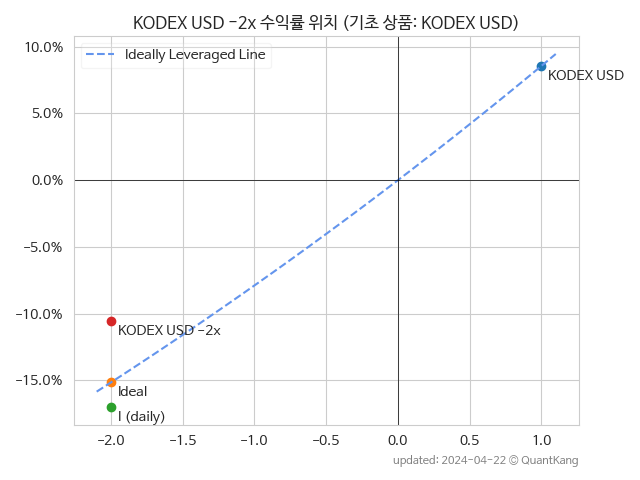 KODEX USD −2x 수익률 위치 (기초 상품: KODEX USD)
10.0%
Ideally Leveraged Line
KODEX USD
5.0%
0.0%
−5.0%
−10.0%
KODEX USD −2x
−15.0%
Ideal
I (daily)
−2.0 −1.5 −1.0 −0.5 0.0 0.5 1.0
updated: 2024-04-22 © QuantKang